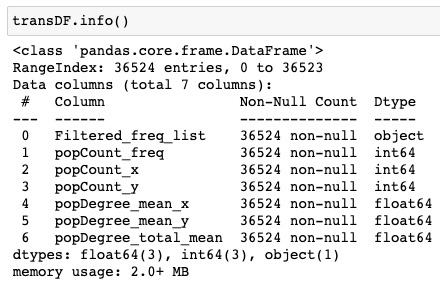 transDF.info()
<class 'pandas.core.frame.DataFrame'>
RangeIndex: 36524 entries, 0 to 36523
Data columns (total 7 columns):
 #   Column                  Non-Null Count  Dtype
---  ------                  --------------  -----
 0   Filtered_freq_list      36524 non-null  object
 1   popCount_freq           36524 non-null  int64
 2   popCount_x              36524 non-null  int64
 3   popCount_y              36524 non-null  int64
 4   popDegree_mean_x        36524 non-null  float64
 5   popDegree_mean_y        36524 non-null  float64
 6   popDegree_total_mean    36524 non-null  float64
dtypes: float64(3), int64(3), object(1)
memory usage: 2.0+ MB